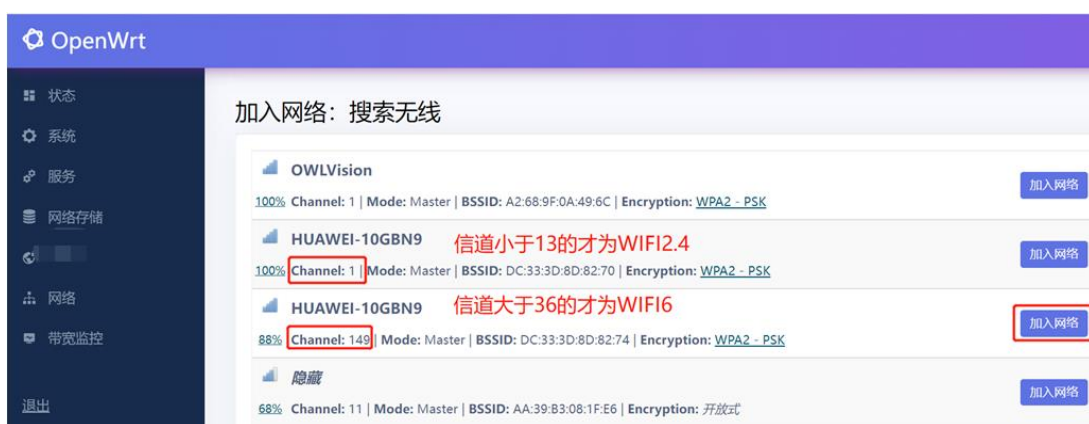 OpenWrt
状态
系统
服务
网络存储
网络
带宽监控
退出
加入网络：搜索无线
OWLVision
加入网络
100% Channel: 1 | Mode: Master | BSSID: A2:68:9F:0A:49:6C | Encryption: WPA2 - PSK
HUAWEI-10GBN9 信道小于13的才为WIFI2.4
加入网络
100% Channel: 1 | Mode: Master | BSSID: DC:33:3D:8D:82:70 | Encryption: WPA2 - PSK
HUAWEI-10GBN9 信道大于36的才为WIFI6
加入网络
88% Channel: 149 | Mode: Master | BSSID: DC:33:3D:8D:82:74 | Encryption: WPA2 - PSK
隐藏
加入网络
68% Channel: 11 | Mode: Master | BSSID: AA:39:B3:08:1F:E6 | Encryption: 开放式